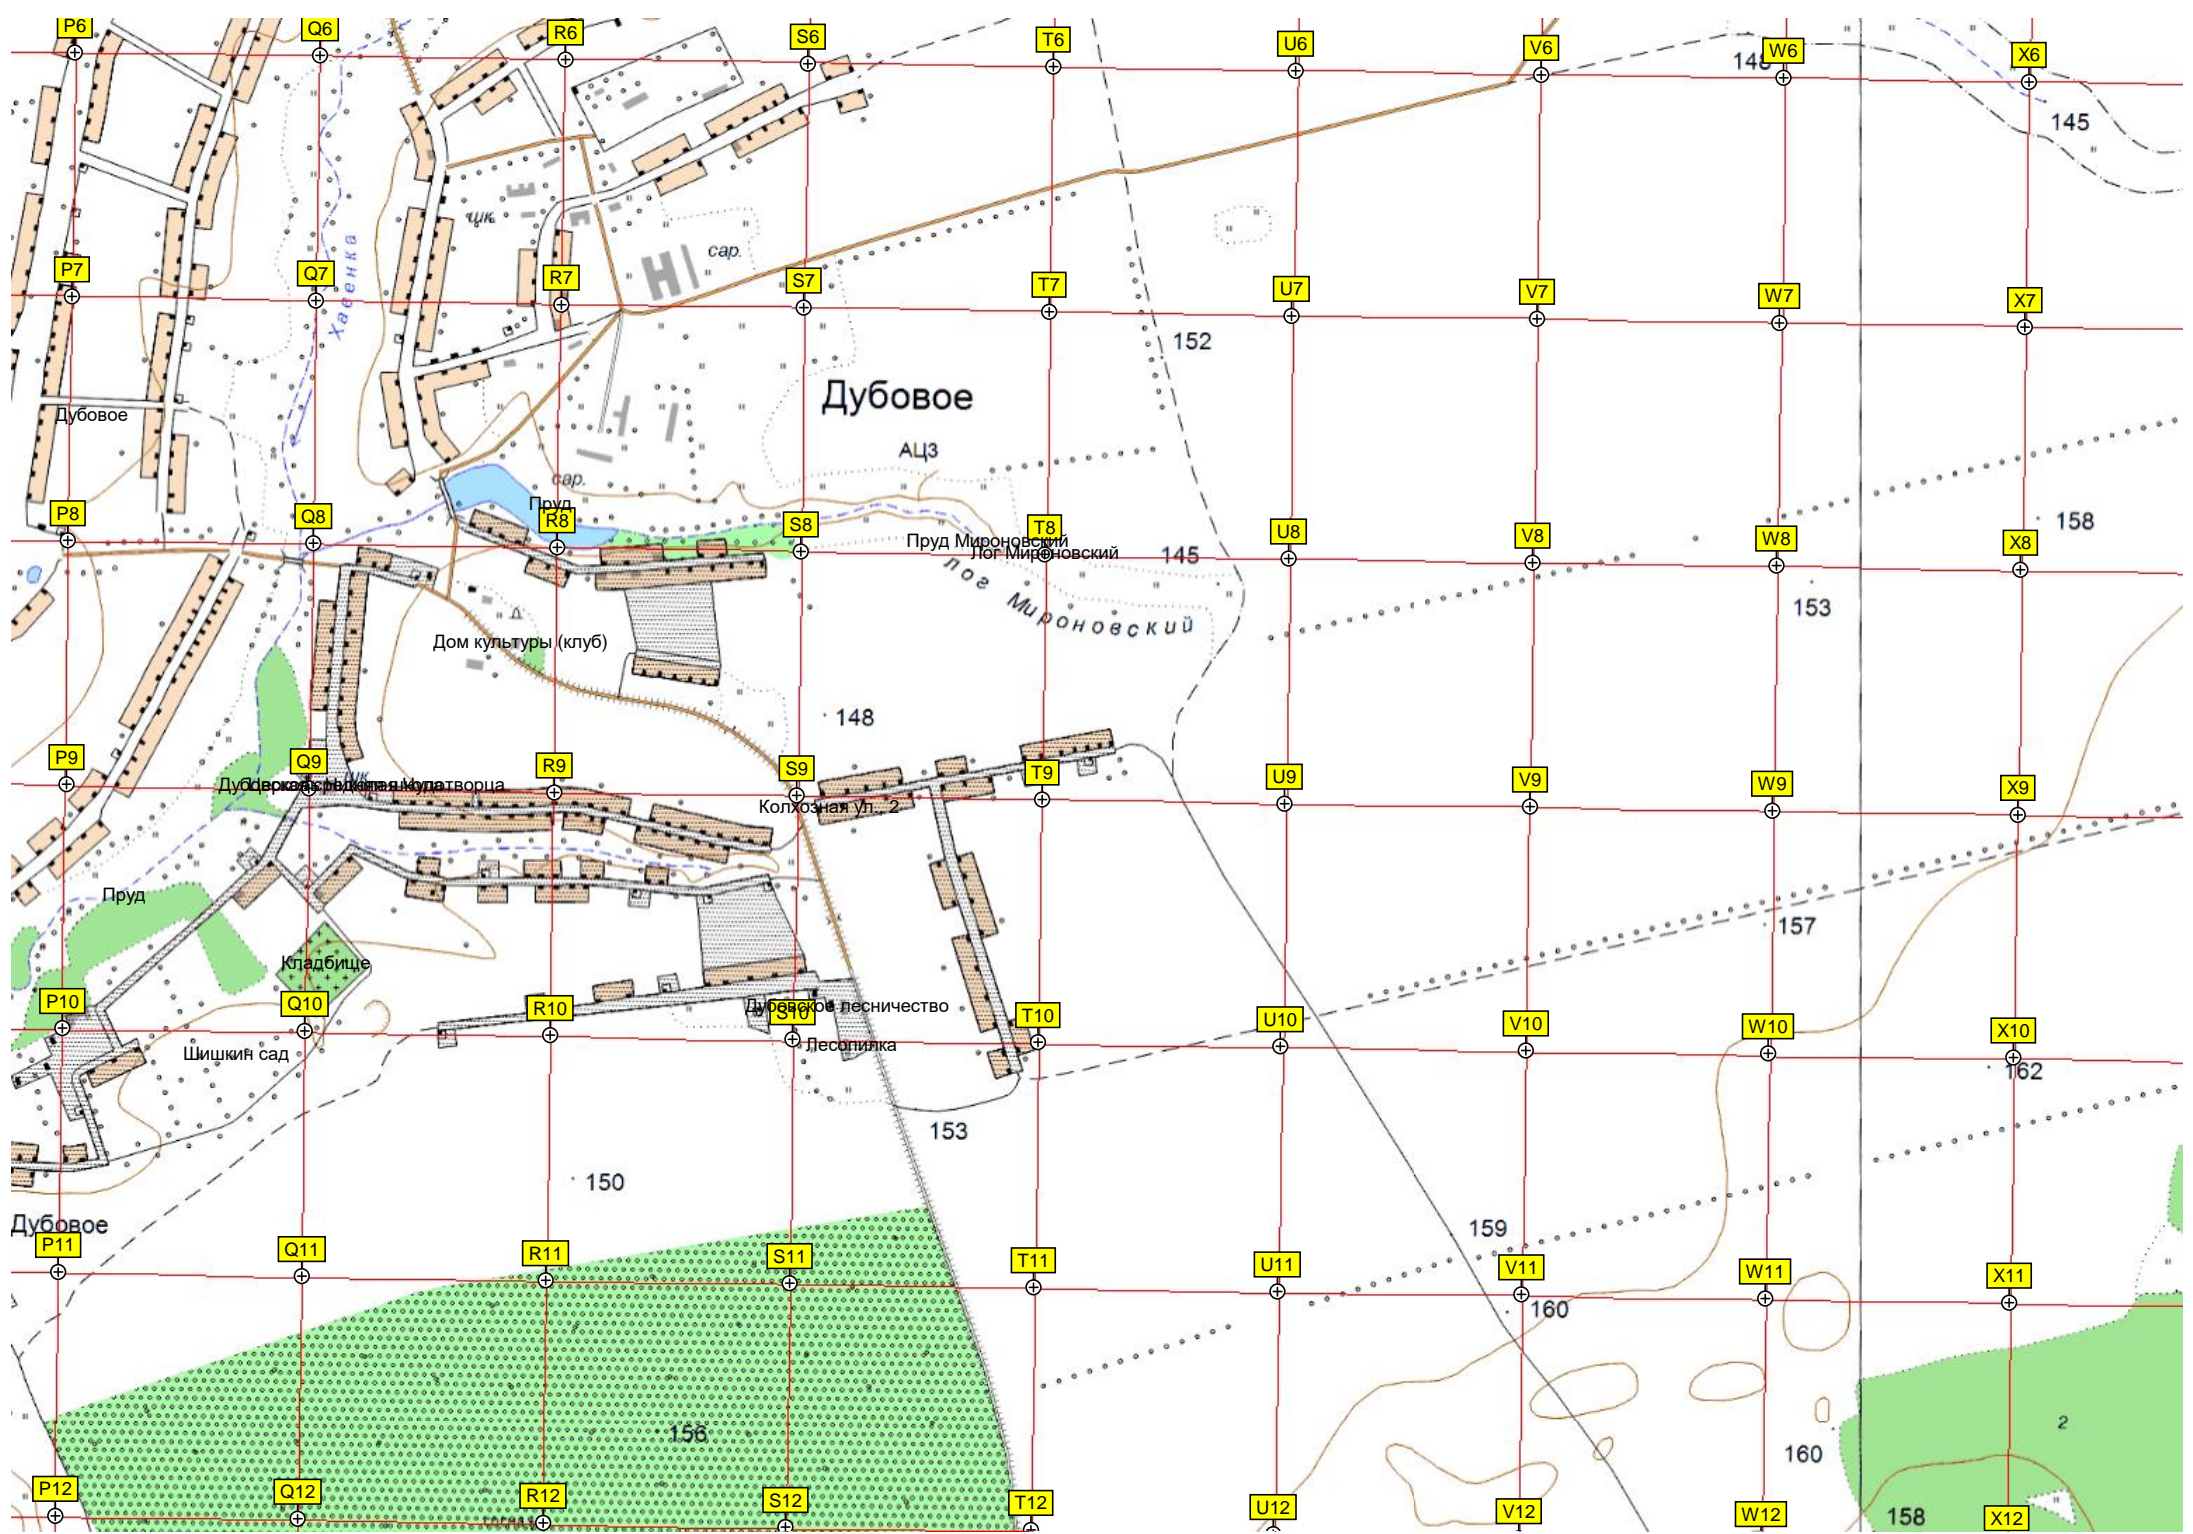 P6
Q6
R6
S6
T6
U6
V6
148
W6
X6
145
шк.
сар.
Хавенка
P7
Q7
R7
S7
T7
U7
V7
W7
X7
152
Дубовое
Дубовое
АЦЗ
сар.
Пруд
P8
Q8
R8
S8
T8
U8
V8
W8
X8
158
Пруд Мироновский
Лог Мироновский
145
лог Мироновский
153
Дом культуры (клуб)
148
P9
Q9
R9
S9
T9
U9
V9
W9
X9
Колхозная ул. 2
Пруд
157
Кладбище
P10
Q10
R10
S10
T10
U10
V10
W10
X10
Дубовское лесничество
Шишкин сад
Лесопилка
162
153
150
159
Дубовое
P11
Q11
R11
S11
T11
U11
V11
W11
X11
160
156
160
2
P12
Q12
R12
S12
T12
U12
V12
W12
X12
158